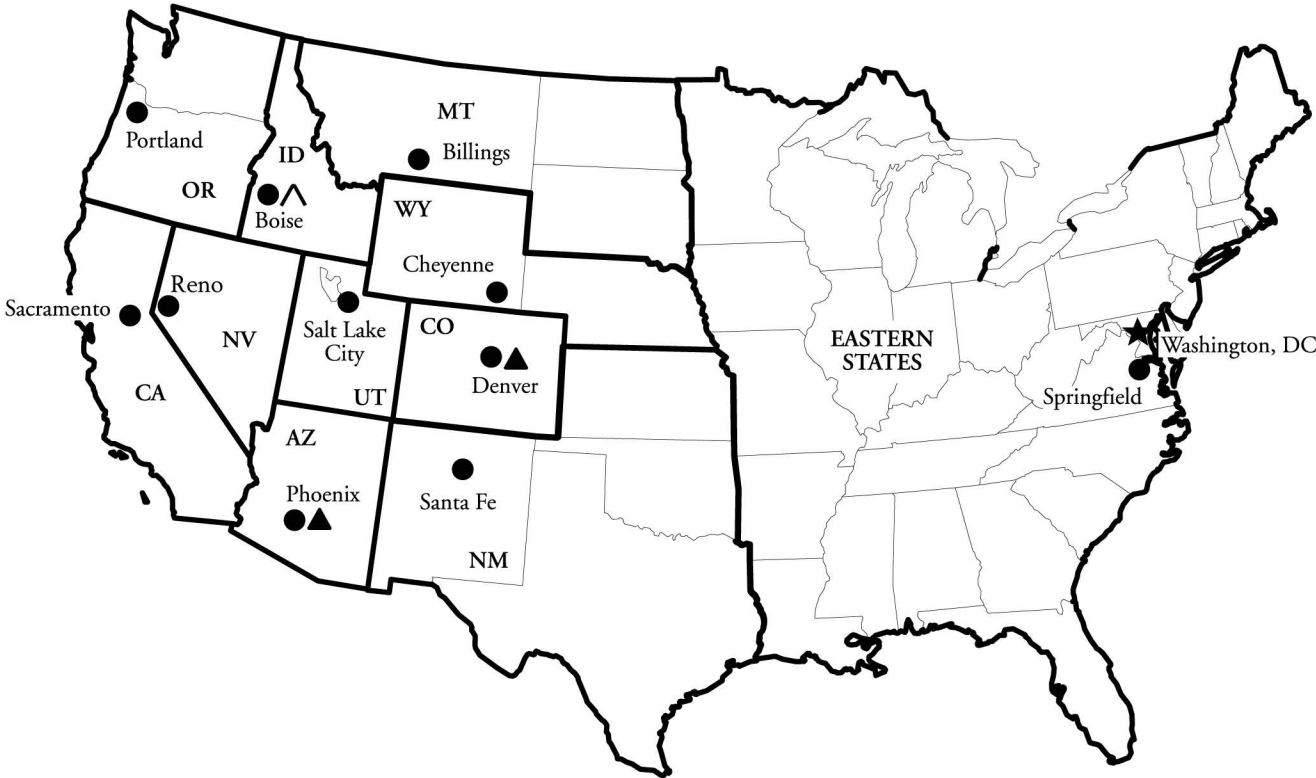 MT
Portland
Billings
ID
OR
WY
Boise
Cheyenne
Reno
Sacramento
Salt Lake
City
CO
NV
EASTERN
STATES
Washington, DC
Denver
CA
UT
Springfield
AZ
Phoenix
Santa Fe
NM